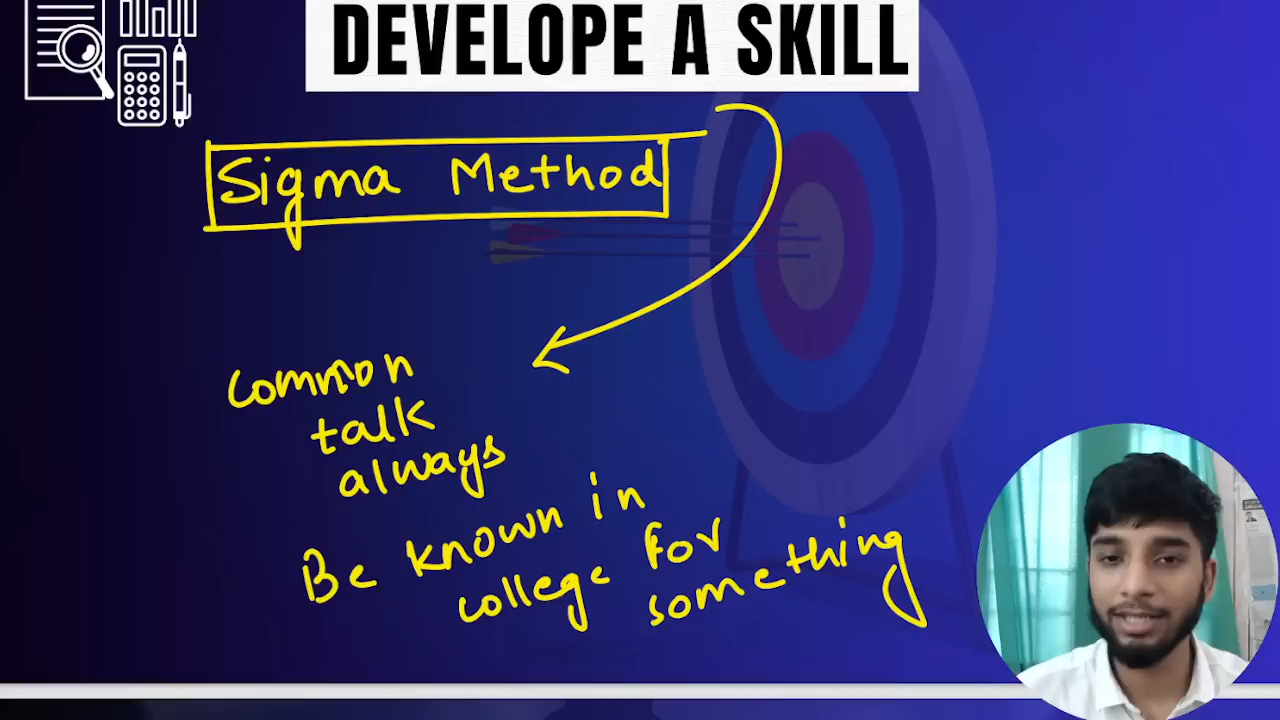 DEVELOPE A SKILL
Sigma Method
common
talk
always
Be known in
college for
something